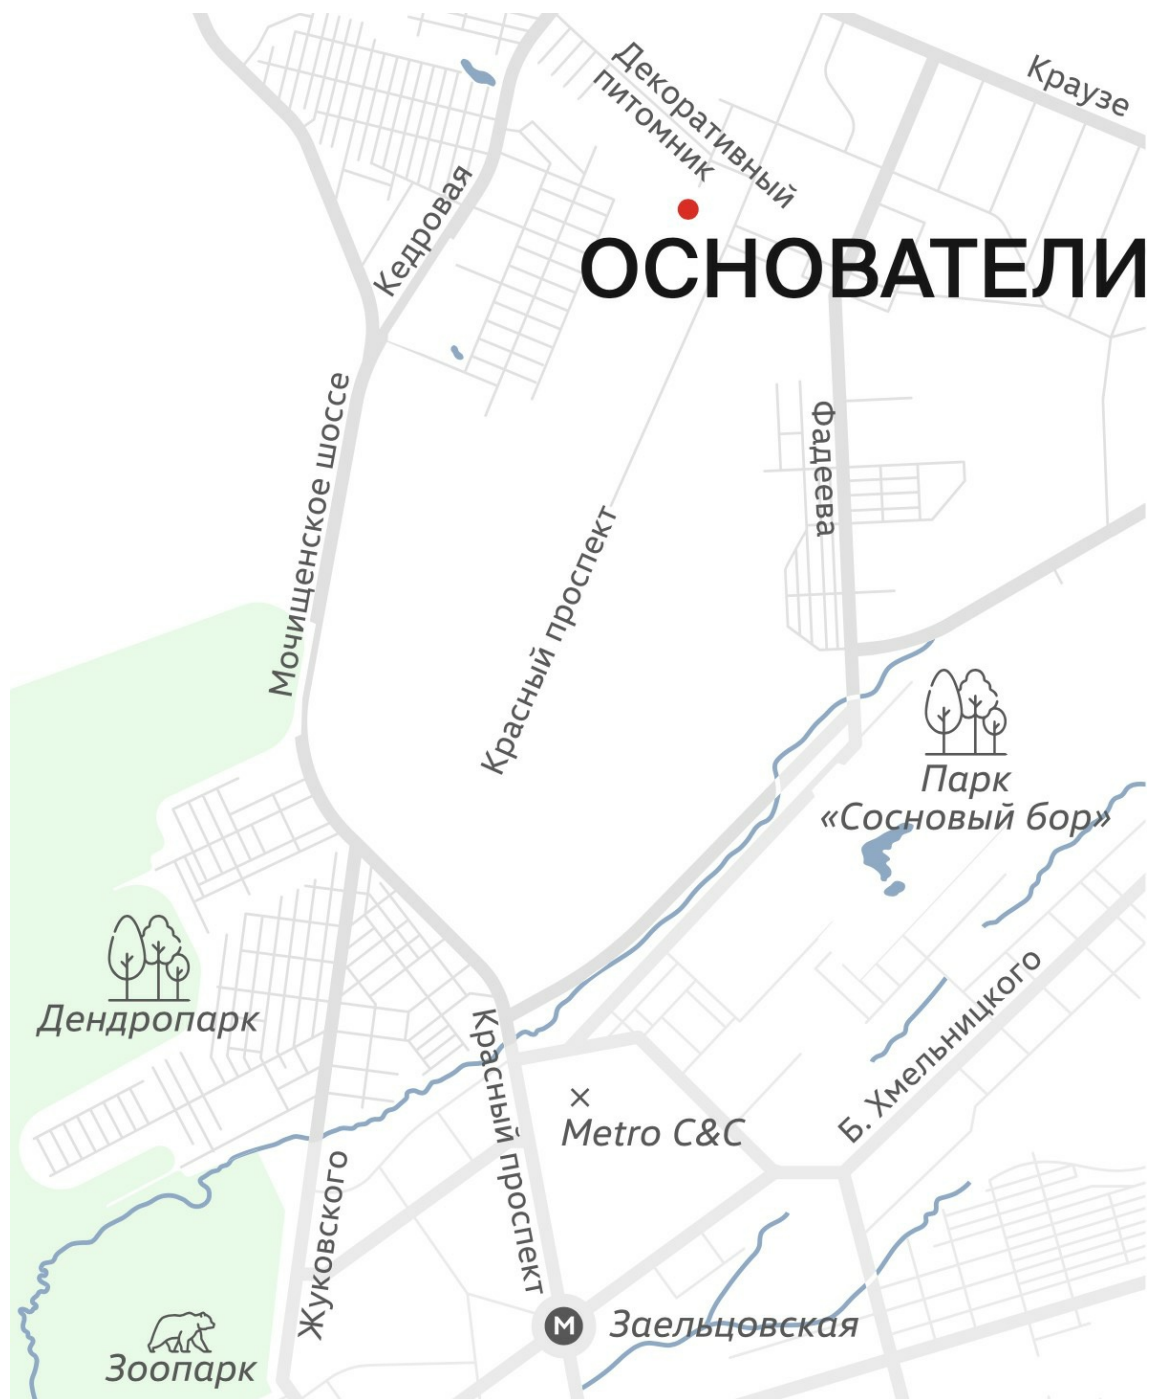 Декоративный
питомник
Краузе
Кедровая
ОСНОВАТЕЛИ
Мочищенское шоссе
Фадеева
Красный проспект
Парк
«Сосновый бор»
Дендропарк
Б. Хмельницкого
Красный проспект
Metro C&C
Жуковского
М
Заельцовская
Зоопарк